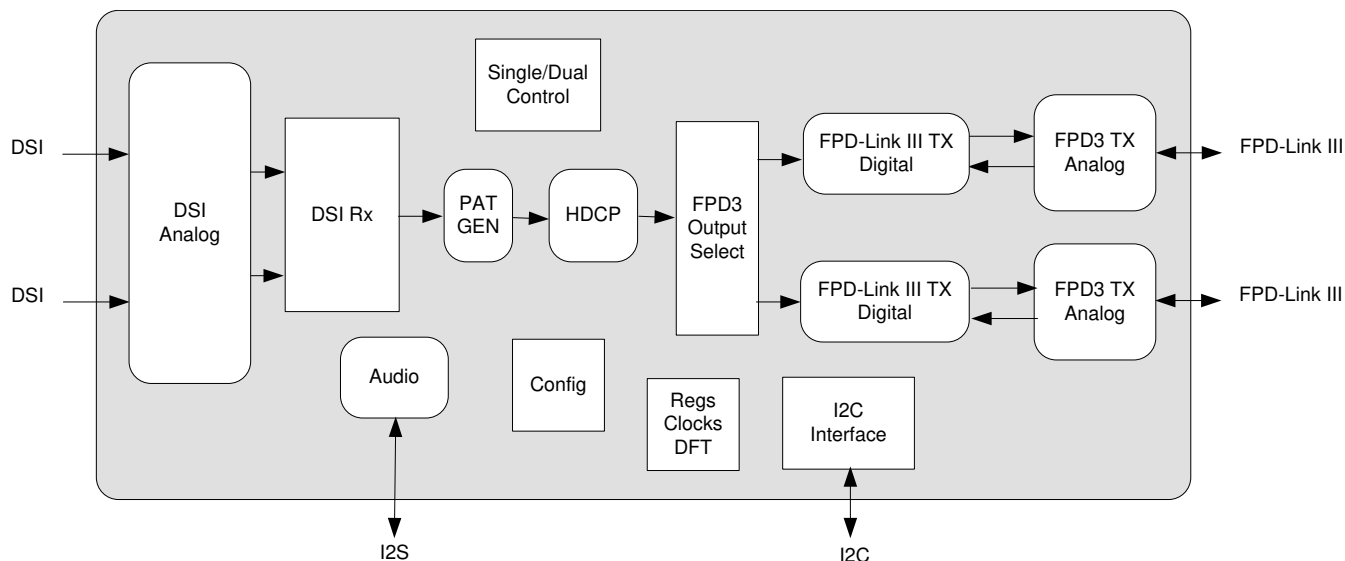 Single/Dual
Control
DSI
DSI
DSI
Analog
DSI Rx
PAT
GEN
HDCP
FPD3
Output
Select
FPD-Link III TX
Digital
FPD3 TX
Analog
FPD-Link III
FPD-Link III TX
Digital
FPD3 TX
Analog
FPD-Link III
Audio
Config
Regs
Clocks
DFT
I2C
Interface
I2S
I2C